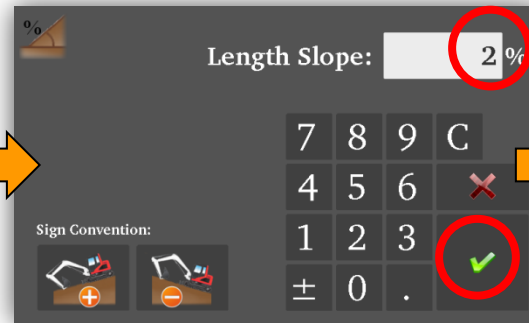 %
Length Slope: 2 %
7 8 9 C
4 5 6
Sign Convention:
1 2 3
± 0 .